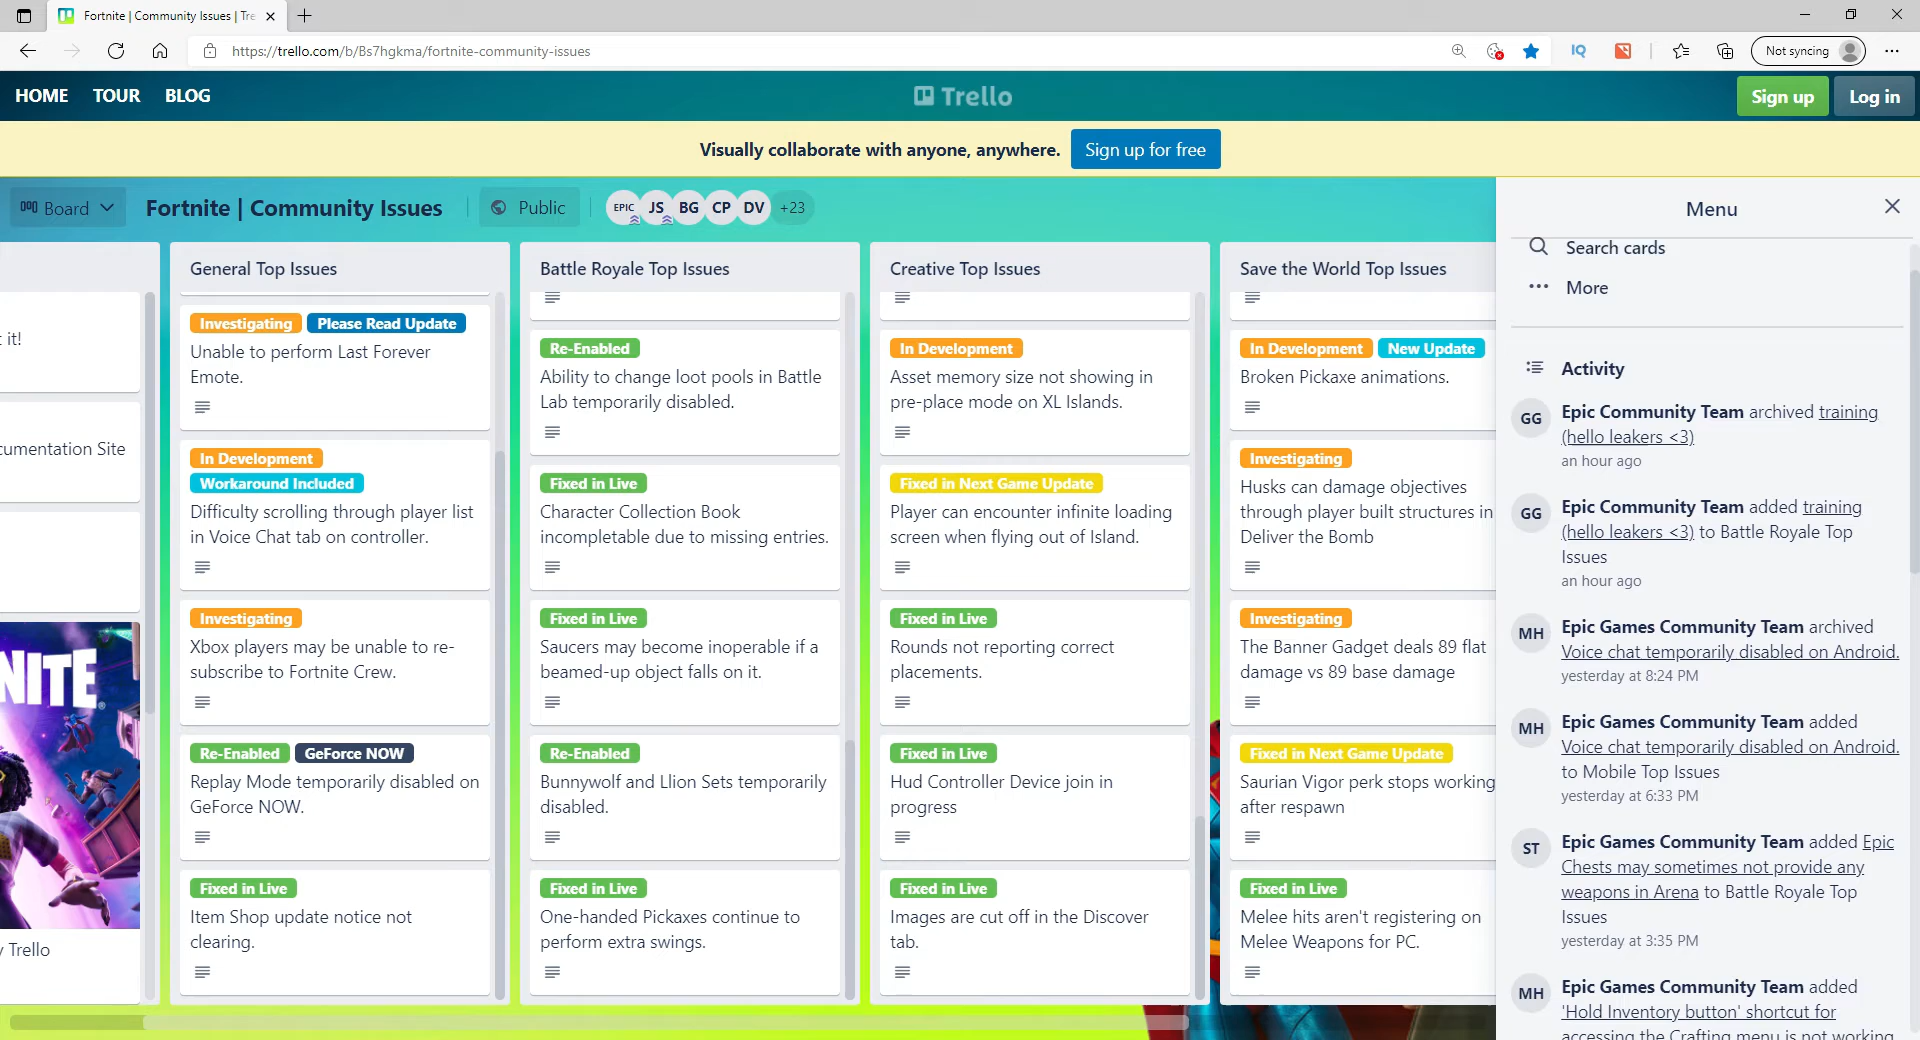 Fortnite | Community Issues | Tre
https://trello.com/b/Bs7hgkma/fortnite-community-issues
IQ
Not syncing
HOME
TOUR
BLOG
Trello
Sign up
Log in
Visually collaborate with anyone, anywhere.
Sign up for free
Board
Fortnite | Community Issues
Public
EPIC
JS
BG
CP
DV
+23
it!
cumentation Site
NITE
y Trello
General Top Issues
Investigating
Please Read Update
Unable to perform Last Forever
Emote.
In Development
Workaround Included
Difficulty scrolling through player list
in Voice Chat tab on controller.
Investigating
Xbox players may be unable to re-
subscribe to Fortnite Crew.
Re-Enabled
GeForce NOW
Replay Mode temporarily disabled on
GeForce NOW.
Fixed in Live
Item Shop update notice not
clearing.
Battle Royale Top Issues
Re-Enabled
Ability to change loot pools in Battle
Lab temporarily disabled.
Fixed in Live
Character Collection Book
incompletable due to missing entries.
Fixed in Live
Saucers may become inoperable if a
beamed-up object falls on it.
Re-Enabled
Bunnywolf and Llion Sets temporarily
disabled.
Fixed in Live
One-handed Pickaxes continue to
perform extra swings.
Creative Top Issues
In Development
Asset memory size not showing in
pre-place mode on XL Islands.
Fixed in Next Game Update
Player can encounter infinite loading
screen when flying out of Island.
Fixed in Live
Rounds not reporting correct
placements.
Fixed in Live
Hud Controller Device join in
progress
Fixed in Live
Images are cut off in the Discover
tab.
Save the World Top Issues
In Development
New Update
Broken Pickaxe animations.
Investigating
Husks can damage objectives
through player built structures in
Deliver the Bomb
Investigating
The Banner Gadget deals 89 flat
damage vs 89 base damage
Fixed in Next Game Update
Saurian Vigor perk stops working
after respawn
Fixed in Live
Melee hits aren't registering on
Melee Weapons for PC.
Menu
Search cards
More
Activity
GG
Epic Community Team archived training
(hello leakers <3)
an hour ago
GG
Epic Community Team added training
(hello leakers <3) to Battle Royale Top
Issues
an hour ago
MH
Epic Games Community Team archived
Voice chat temporarily disabled on Android.
yesterday at 8:24 PM
MH
Epic Games Community Team added
Voice chat temporarily disabled on Android.
to Mobile Top Issues
yesterday at 6:33 PM
ST
Epic Games Community Team added Epic
Chests may sometimes not provide any
weapons in Arena to Battle Royale Top
Issues
yesterday at 3:35 PM
MH
Epic Games Community Team added
'Hold Inventory button' shortcut for
accessing the Crafting menu is not working